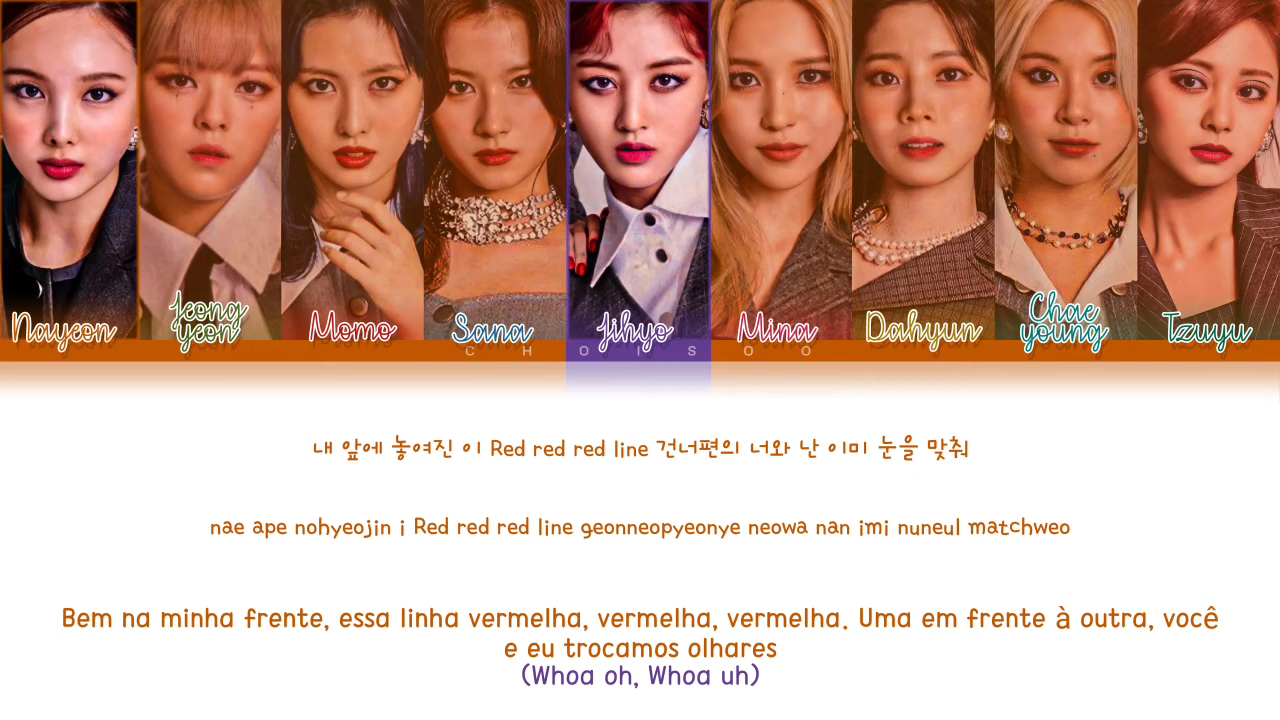 Nayeon
Jeong
yeon
Momo
Sana
Jihyo
Mina
Dahyun
Chae
young
Tzuyu
C H O I S O O
내 앞에 놓여진 이 Red red red line 건너편의 너와 난 이미 눈을 맞춰
nae ape nohyeojin i Red red red line geonneopyeonye neowa nan imi nuneul matchweo
Bem na minha frente, essa linha vermelha, vermelha, vermelha. Uma em frente à outra, você
e eu trocamos olhares
(Whoa oh, Whoa uh)